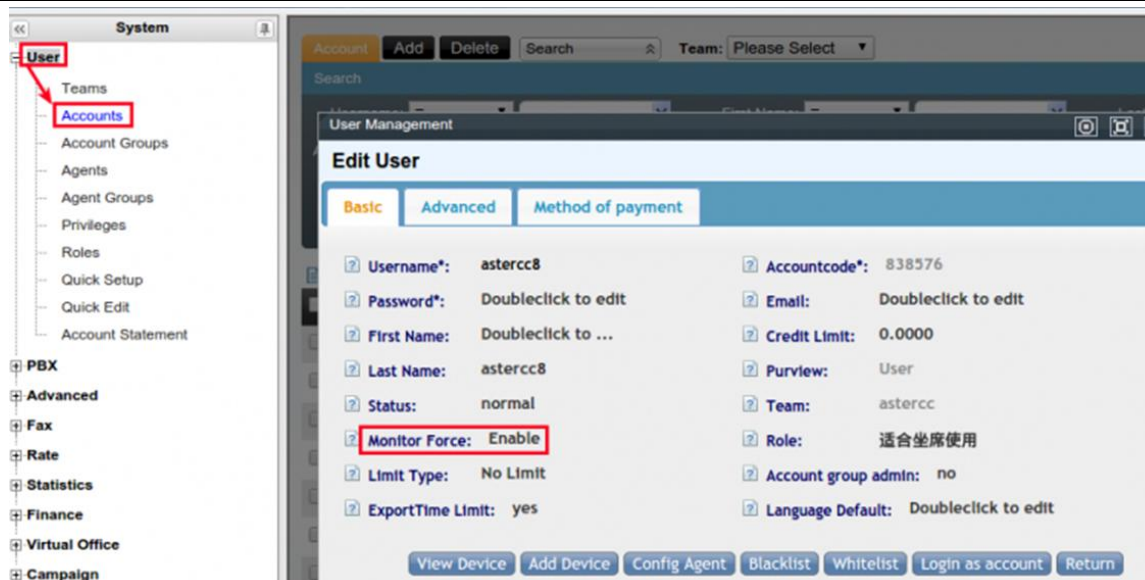 System
User
Teams
Accounts
Account Groups
Agents
Agent Groups
Privileges
Roles
Quick Setup
Quick Edit
Account Statement
PBX
Advanced
Fax
Rate
Statistics
Finance
Virtual Office
Campaign
Account Add Delete Search Team: Please Select
Search
User Management
Edit User
Basic Advanced Method of payment
Username*: astercc8 Accountcode*: 838576
Password*: Doubleclick to edit Email: Doubleclick to edit
First Name: Doubleclick to ... Credit Limit: 0.0000
Last Name: astercc8 Purview: User
Status: normal Team: astercc
Monitor Force: Enable Role: 适合坐席使用
Limit Type: No Limit Account group admin: no
ExportTime Limit: yes Language Default: Doubleclick to edit
View Device Add Device Config Agent Blacklist Whitelist Login as account Return